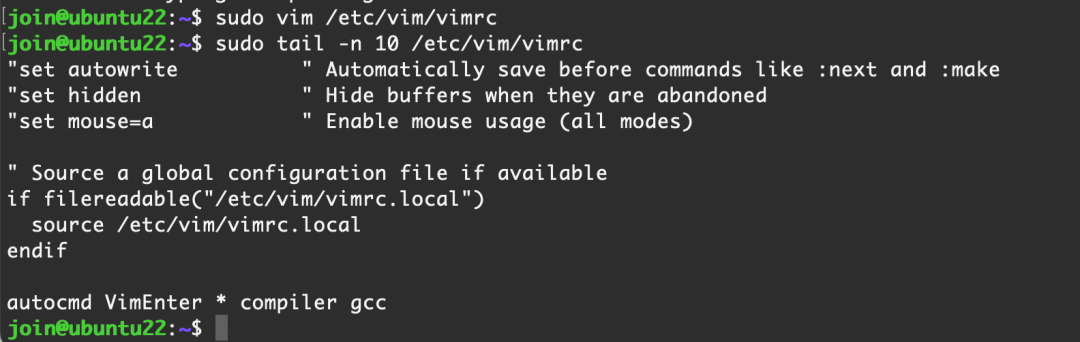 [join@ubuntu22:~$ sudo vim /etc/vim/vimrc
[join@ubuntu22:~$ sudo tail -n 10 /etc/vim/vimrc
"set autowrite          " Automatically save before commands like :next and :make
"set hidden             " Hide buffers when they are abandoned
"set mouse=a            " Enable mouse usage (all modes)

" Source a global configuration file if available
if filereadable("/etc/vim/vimrc.local")
  source /etc/vim/vimrc.local
endif

autocmd VimEnter * compiler gcc
join@ubuntu22:~$